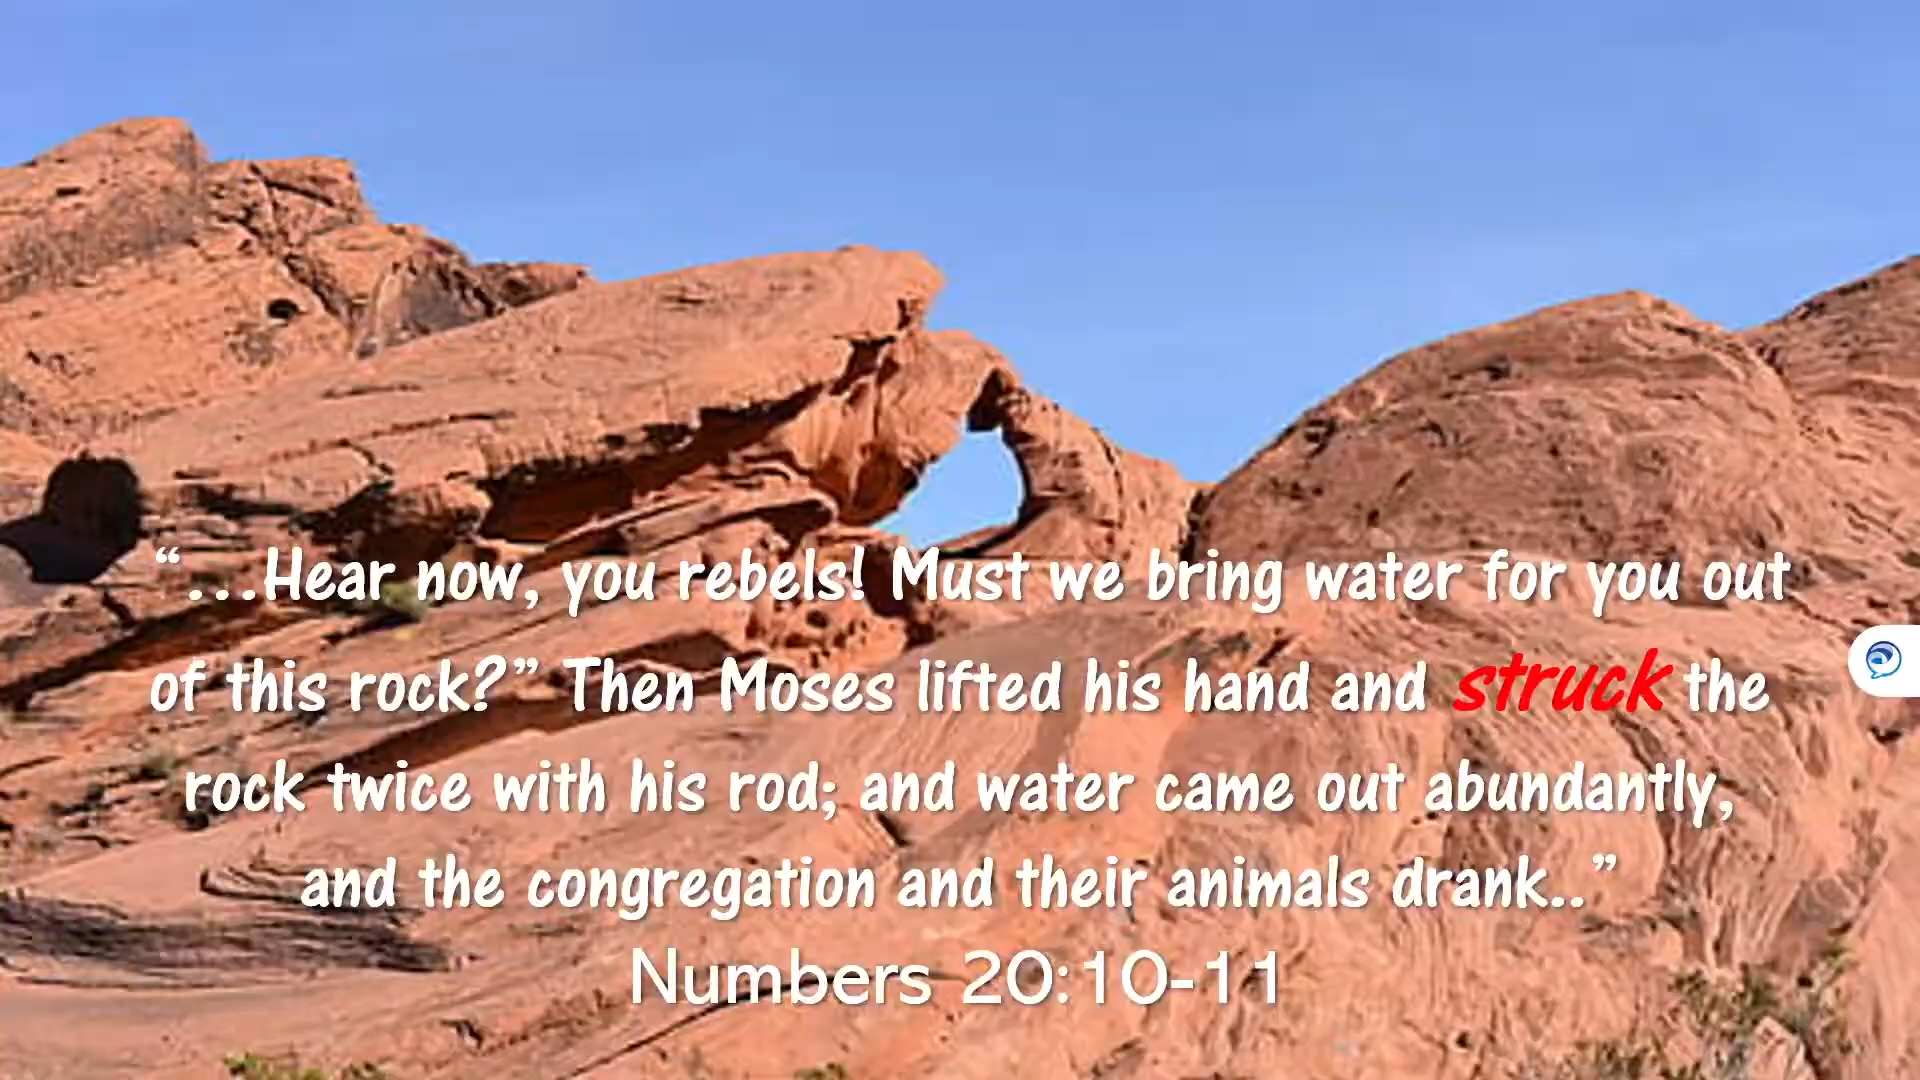 “...Hear now, you rebels! Must we bring water for you out
of this rock?” Then Moses lifted his hand and struck the
rock twice with his rod; and water came out abundantly,
and the congregation and their animals drank..”
Numbers 20:10-11